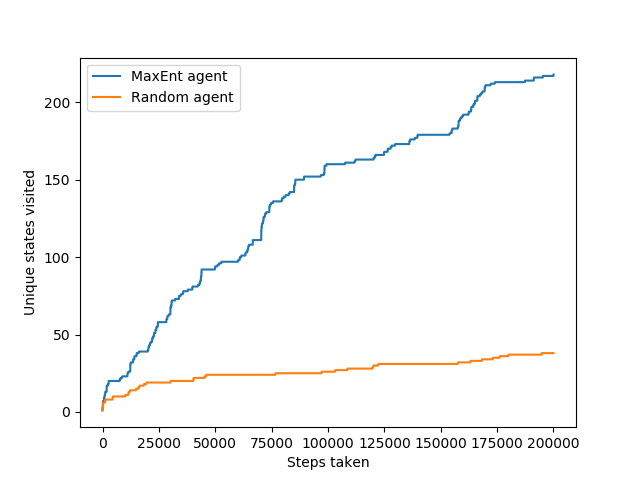 MaxEnt agent
Random agent
Unique states visited
200
150
100
50
0
0 25000 50000 75000 100000 125000 150000 175000 200000
Steps taken